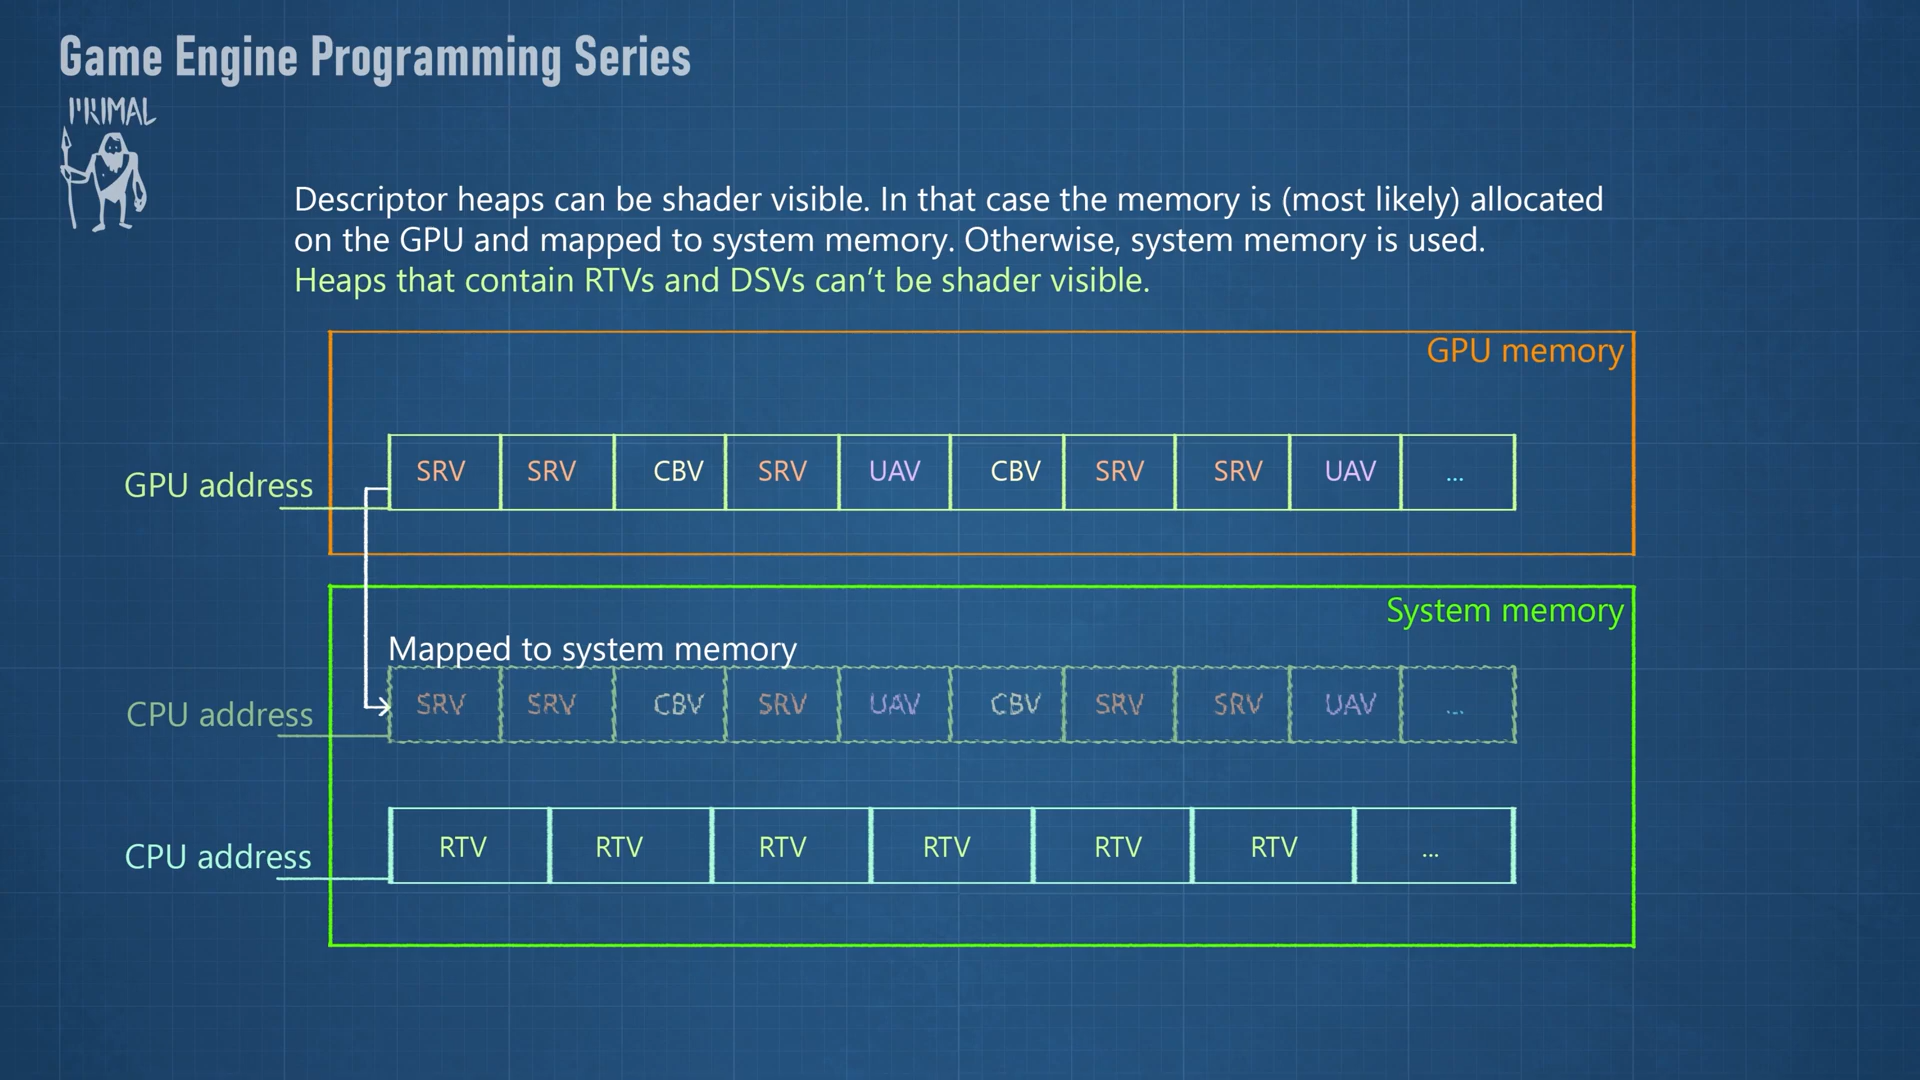 Game Engine Programming Series
PRIMAL
Descriptor heaps can be shader visible. In that case the memory is (most likely) allocated
on the GPU and mapped to system memory. Otherwise, system memory is used.
Heaps that contain RTVs and DSVs can't be shader visible.
GPU memory
GPU address
SRV SRV CBV SRV UAV CBV SRV SRV UAV ...
System memory
Mapped to system memory
CPU address
SRV SRV CBV SRV UAV CBV SRV SRV UAV ...
CPU address
RTV RTV RTV RTV RTV RTV ...